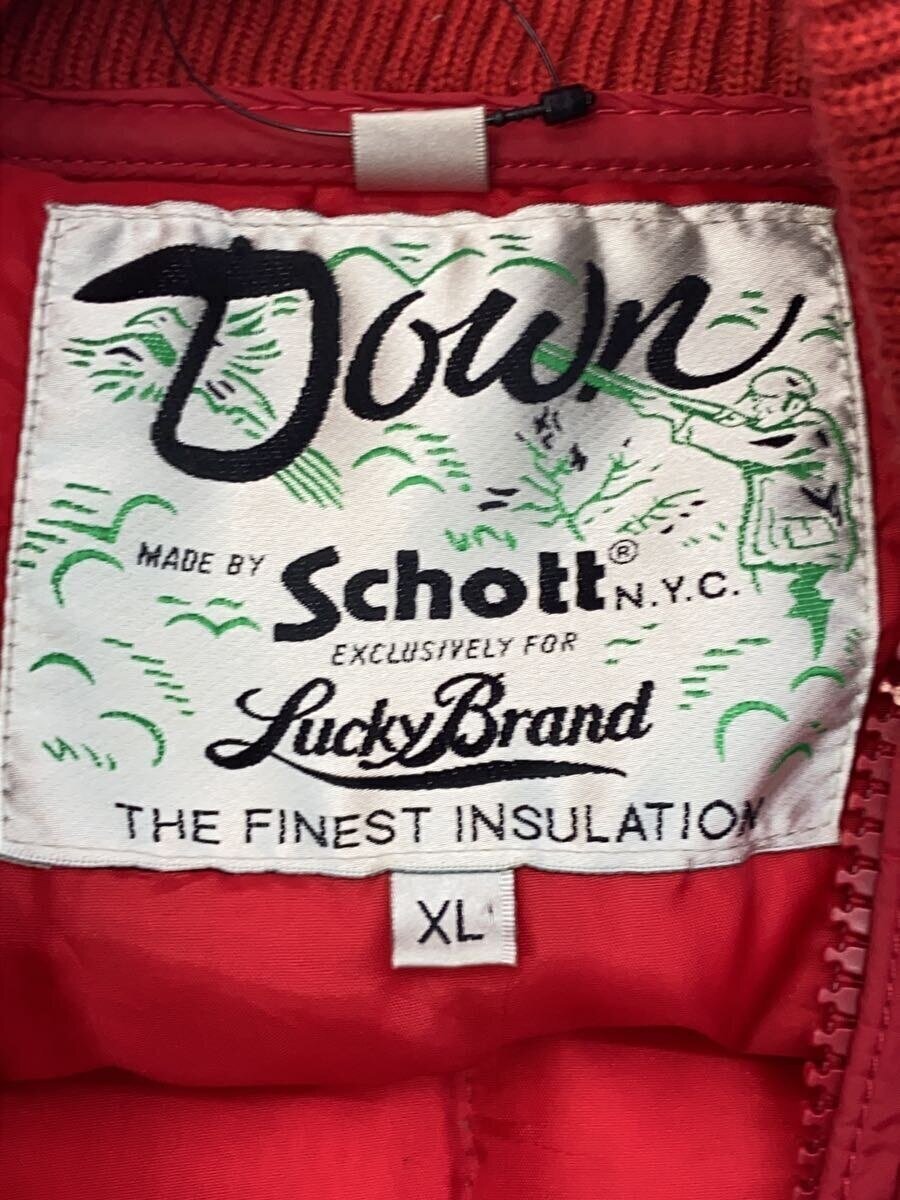 Down
MADE BY Schott® N.Y.C.
EXCLUSIVELY FOR
Lucky Brand
THE FINEST INSULATION
XL